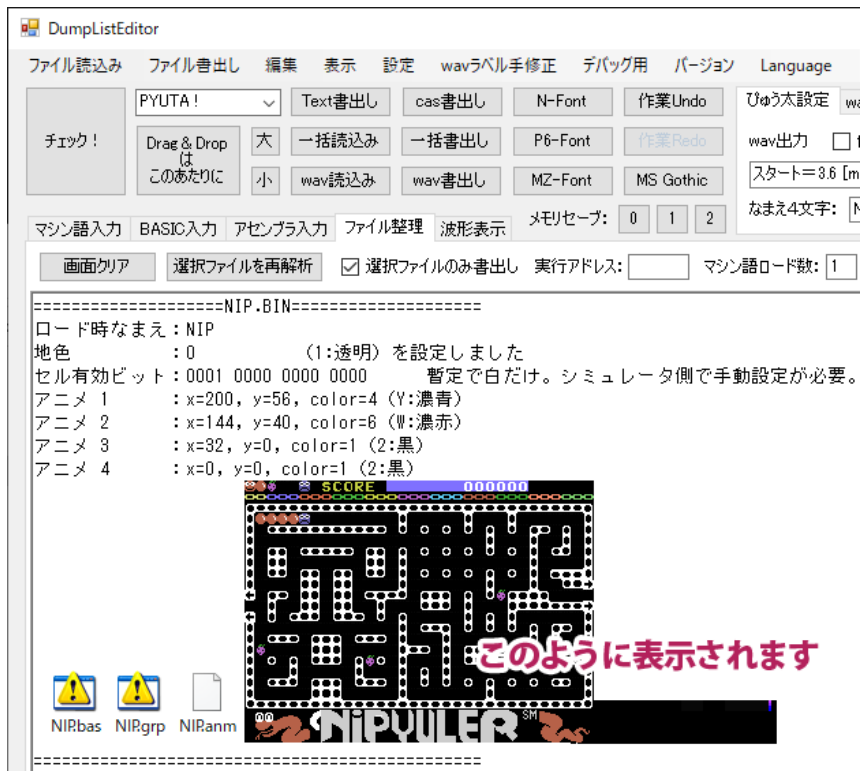 DumpListEditor
ファイル読込み ファイル書出し 編集 表示 設定 wavラベル手修正 デバッグ用 バージョン Language
PYUTA! Text書出し cas書出し N-Font 作業Undo ぴゅう太設定
チェック! Drag & Drop は このあたりに 大 一括読込み 一括書出し P6-Font 作業Redo wav出力
小 wav読込み wav書出し MZ-Font MS Gothic スタート=3.6 [m
マシン語入力 BASIC入力 アセンブラ入力 ファイル整理 波形表示 メモリセーブ: 0 1 2 なまえ4文字: N
画面クリア 選択ファイルを再解析 選択ファイルのみ書出し 実行アドレス: マシン語ロード数: 1
====================NIP.BIN====================
ロード時なまえ:NIP
地色 :0 (1:透明) を設定しました
セル有効ビット:0001 0000 0000 0000 暫定で白だけ。シミュレータ側で手動設定が必要。
アニメ 1 :x=200, y=56, color=4 (Y:濃青)
アニメ 2 :x=144, y=40, color=6 (W:濃赤)
アニメ 3 :x=32, y=0, color=1 (2:黒)
アニメ 4 :x=0, y=0, color=1 (2:黒)
SCORE 000000
このように表示されます
NIP.bas NIP.grp NIP.anm
NIPYULER SM
===============================================